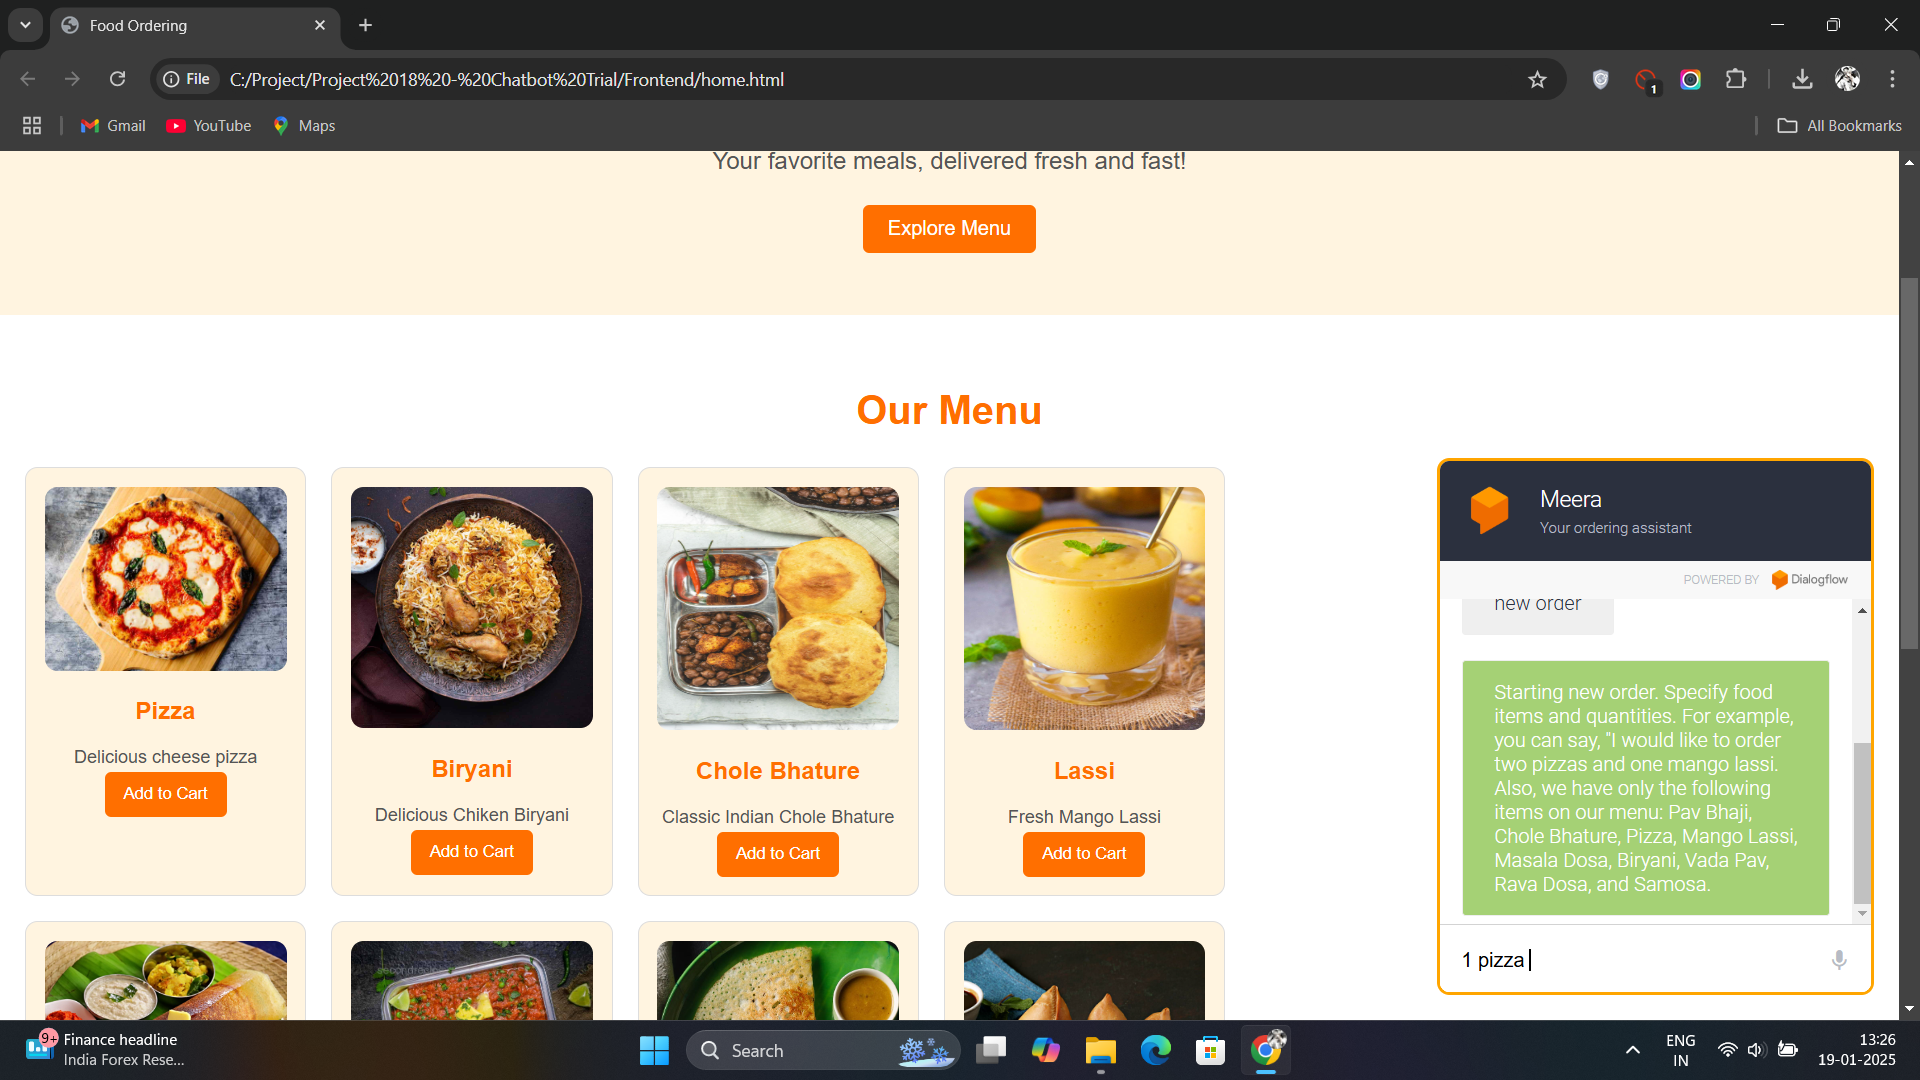 Food Ordering
File
C:/Project/Project%2018%20-%20Chatbot%20Trial/Frontend/home.html
1
Gmail
YouTube
Maps
All Bookmarks
Your favorite meals, delivered fresh and fast!
Explore Menu
Our Menu
Pizza
Delicious cheese pizza
Add to Cart
Biryani
Delicious Chiken Biryani
Add to Cart
Chole Bhature
Classic Indian Chole Bhature
Add to Cart
Lassi
Fresh Mango Lassi
Add to Cart
Meera
Your ordering assistant
POWERED BY Dialogflow
new order
Starting new order. Specify food
items and quantities. For example,
you can say, "I would like to order
two pizzas and one mango lassi.
Also, we have only the following
items on our menu: Pav Bhaji,
Chole Bhature, Pizza, Mango Lassi,
Masala Dosa, Biryani, Vada Pav,
Rava Dosa, and Samosa.
1 pizza
9+
Finance headline
India Forex Rese...
Search
ENG
IN
13:26
19-01-2025